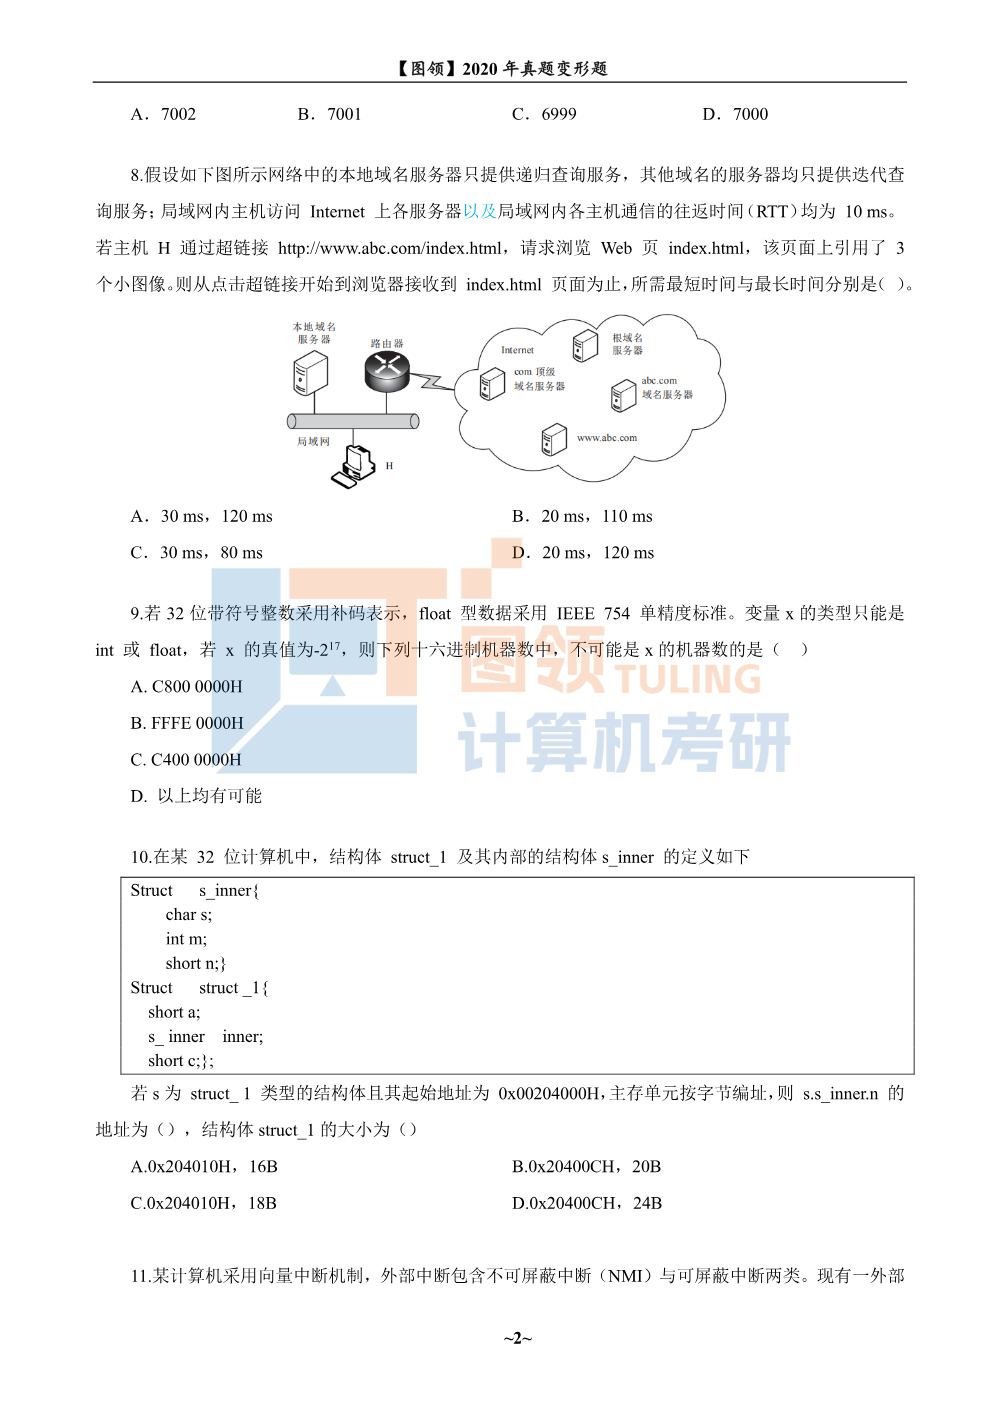 【图领】2020 年真题变形题
A．7002 B．7001 C．6999 D．7000
8.假设如下图所示网络中的本地域名服务器只提供递归查询服务，其他域名的服务器均只提供迭代查
询服务；局域网内主机访问 Internet 上各服务器以及局域网内各主机通信的往返时间（RTT）均为 10 ms。
若主机 H 通过超链接 http://www.abc.com/index.html，请求浏览 Web 页 index.html，该页面上引用了 3
个小图像。则从点击超链接开始到浏览器接收到 index.html 页面为止，所需最短时间与最长时间分别是（ ）。
本地域名
服务器
路由器
局域网
H
Internet
根域名
服务器
com 顶级
域名服务器
abc.com
域名服务器
www.abc.com
A．30 ms，120 ms B．20 ms，110 ms
C．30 ms，80 ms D．20 ms，120 ms
9.若 32 位带符号整数采用补码表示，float 型数据采用 IEEE 754 单精度标准。变量 x 的类型只能是
int 或 float，若 x 的真值为-2¹⁷，则下列十六进制机器数中，不可能是 x 的机器数的是（ ）
A. C800 0000H
B. FFFE 0000H
C. C400 0000H
D. 以上均有可能
图领 TULING
计算机考研
10.在某 32 位计算机中，结构体 struct_1 及其内部的结构体 s_inner 的定义如下
Struct s_inner{
char s;
int m;
short n;}
Struct struct _1{
short a;
s_ inner inner;
short c;};
若 s 为 struct_ 1 类型的结构体且其起始地址为 0x00204000H，主存单元按字节编址，则 s.s_inner.n 的
地址为（），结构体 struct_1 的大小为（）
A.0x204010H，16B B.0x20400CH，20B
C.0x204010H，18B D.0x20400CH，24B
11.某计算机采用向量中断机制，外部中断包含不可屏蔽中断（NMI）与可屏蔽中断两类。现有一外部
~2~